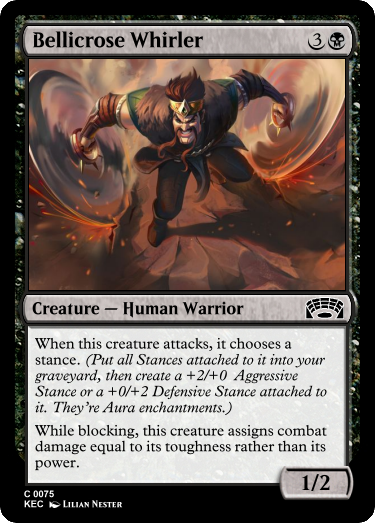 Bellicrose Whirler 3
Creature — Human Warrior
When this creature attacks, it chooses a
stance. (Put all Stances attached to it into your
graveyard, then create a +2/+0 Aggressive
Stance or a +0/+2 Defensive Stance attached to
it. They're Aura enchantments.)
While blocking, this creature assigns combat
damage equal to its toughness rather than its
power.
1/2
C 0075
KEC Lilian Nester